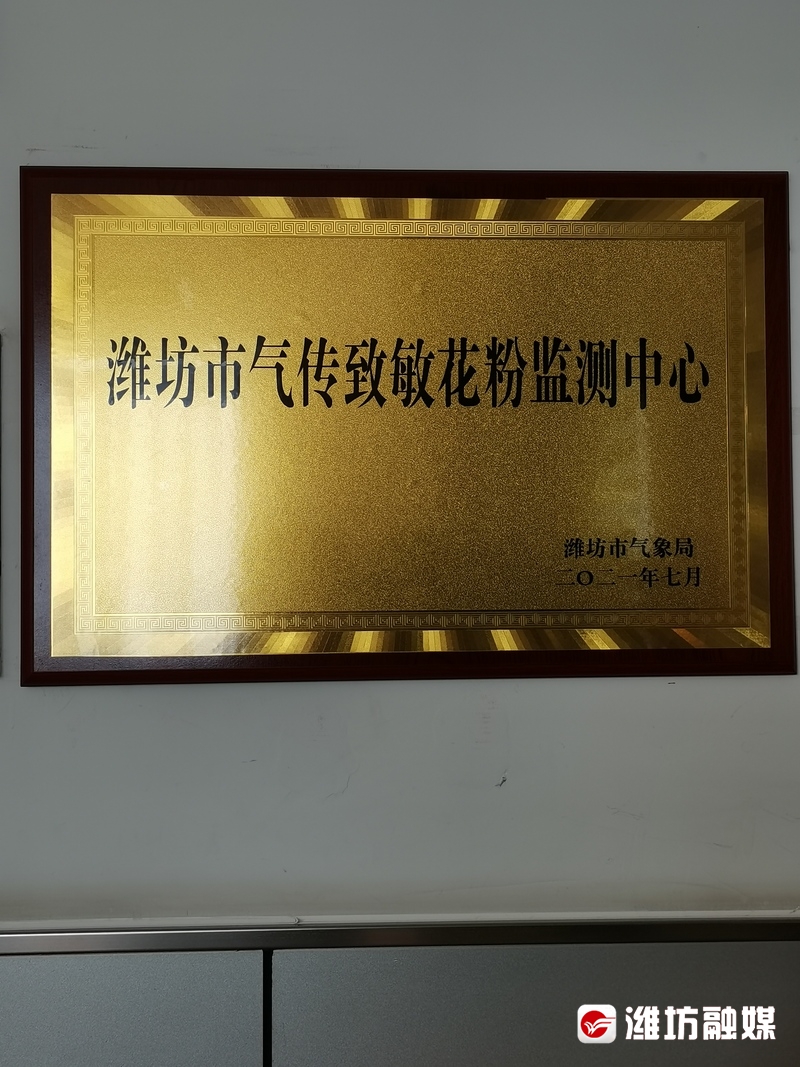 潍坊市气传致敏花粉监测中心
潍坊市气象局
二〇二一年七月
潍坊融媒